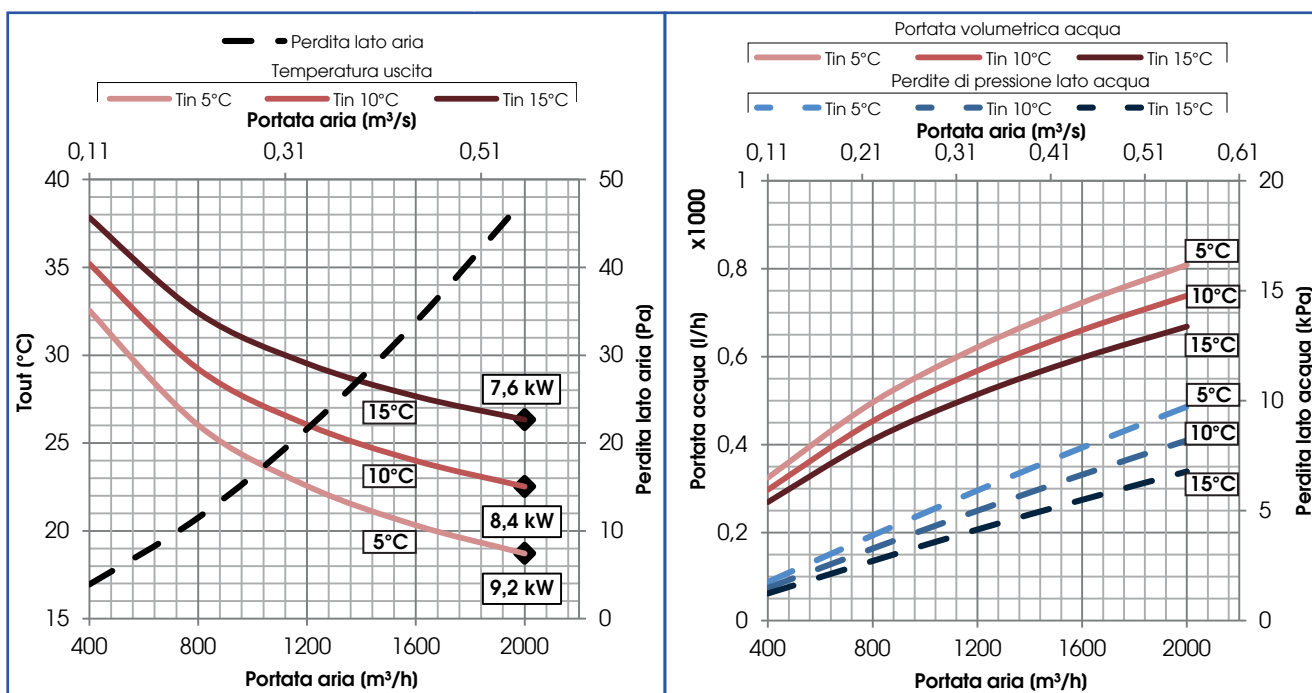 Perdita lato aria
Temperatura uscita
Tin 5°C Tin 10°C Tin 15°C
Portata aria (m³/s)
0,11 0,31 0,51
40 50
35 40
30 30
25 20
20 10
15 0
Tout (°C)
Perdita lato aria (Pa)
7,6 kW
15°C
10°C
8,4 kW
5°C
9,2 kW
400 800 1200 1600 2000
Portata aria (m³/h)
Portata volumetrica acqua
Tin 5°C Tin 10°C Tin 15°C
Perdite di pressione lato acqua
Tin 5°C Tin 10°C Tin 15°C
Portata aria (m³/s)
0,11 0,21 0,31 0,41 0,51 0,61
1 20
x1000
0,8 15
0,6 10
0,4 5
0,2 0
0
Portata acqua (l/h)
Perdita lato acqua (kPa)
5°C
10°C
15°C
5°C
10°C
15°C
400 800 1200 1600 2000
Portata aria (m³/h)